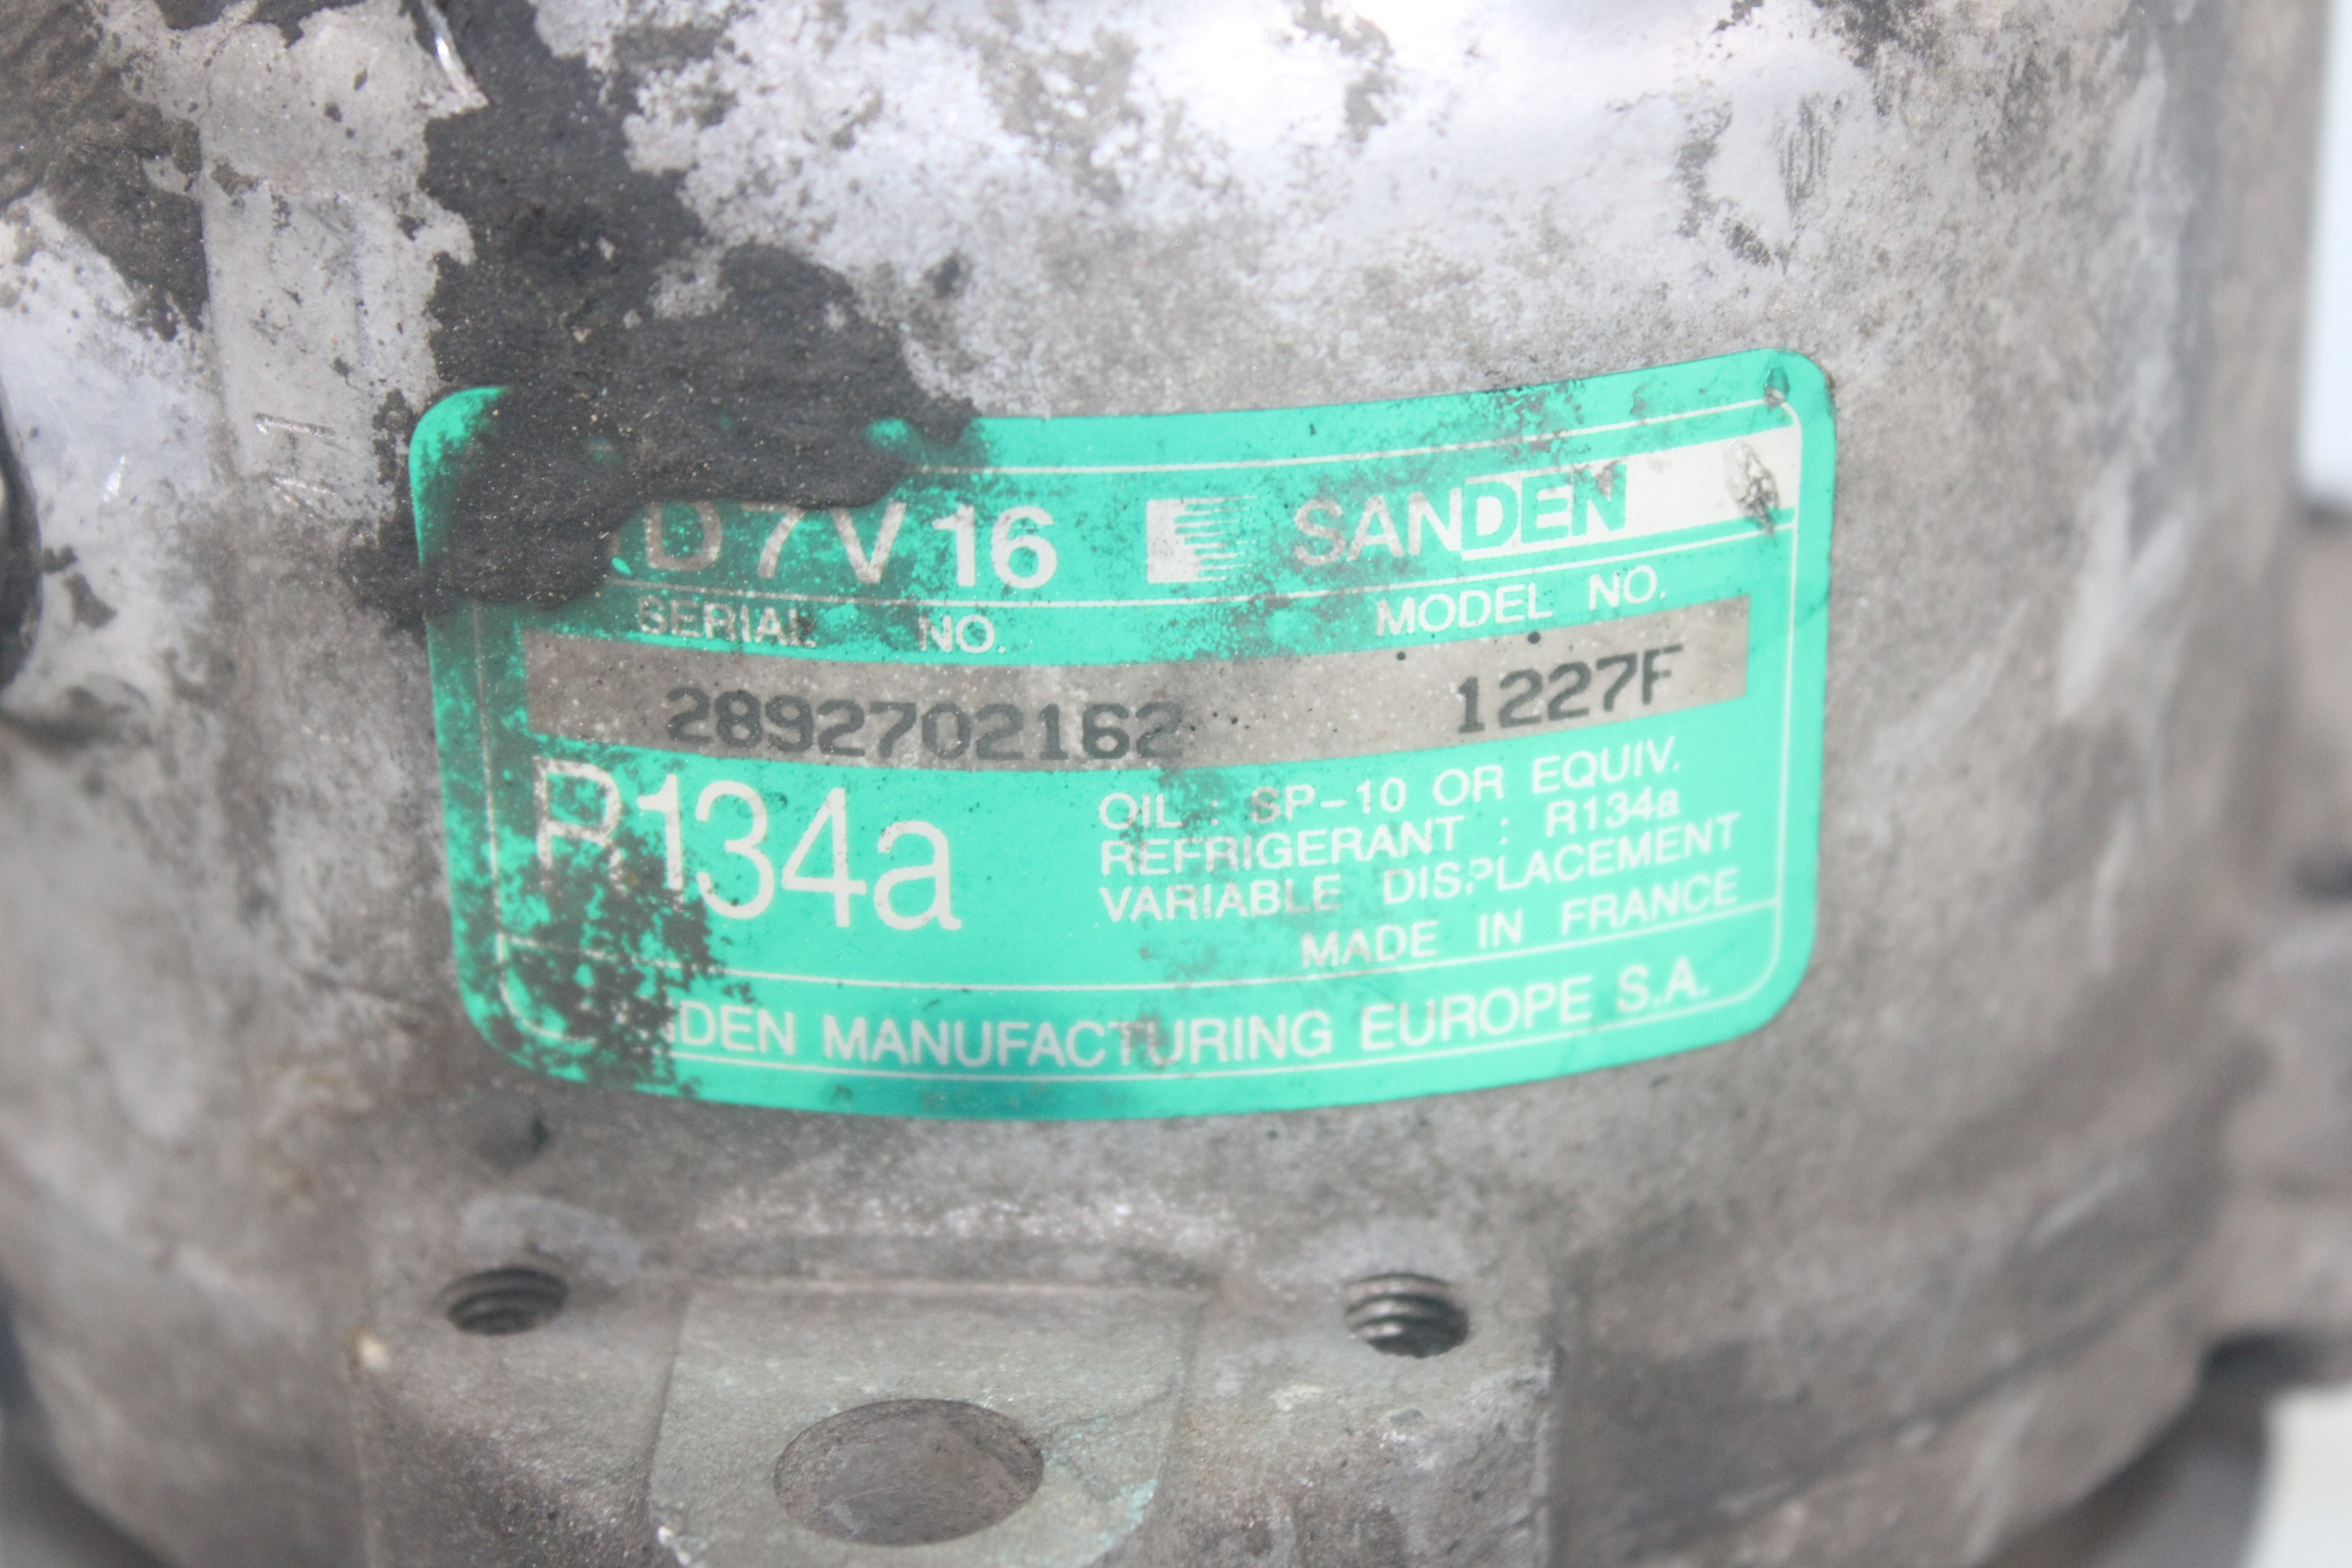 D7V16 SANDEN
SERIAL NO. MODEL NO.
2892702162 1227F
R134a
OIL : SP-10 OR EQUIV.
REFRIGERANT : R134a
VARIABLE DISPLACEMENT
MADE IN FRANCE
NDEN MANUFACTURING EUROPE S.A.